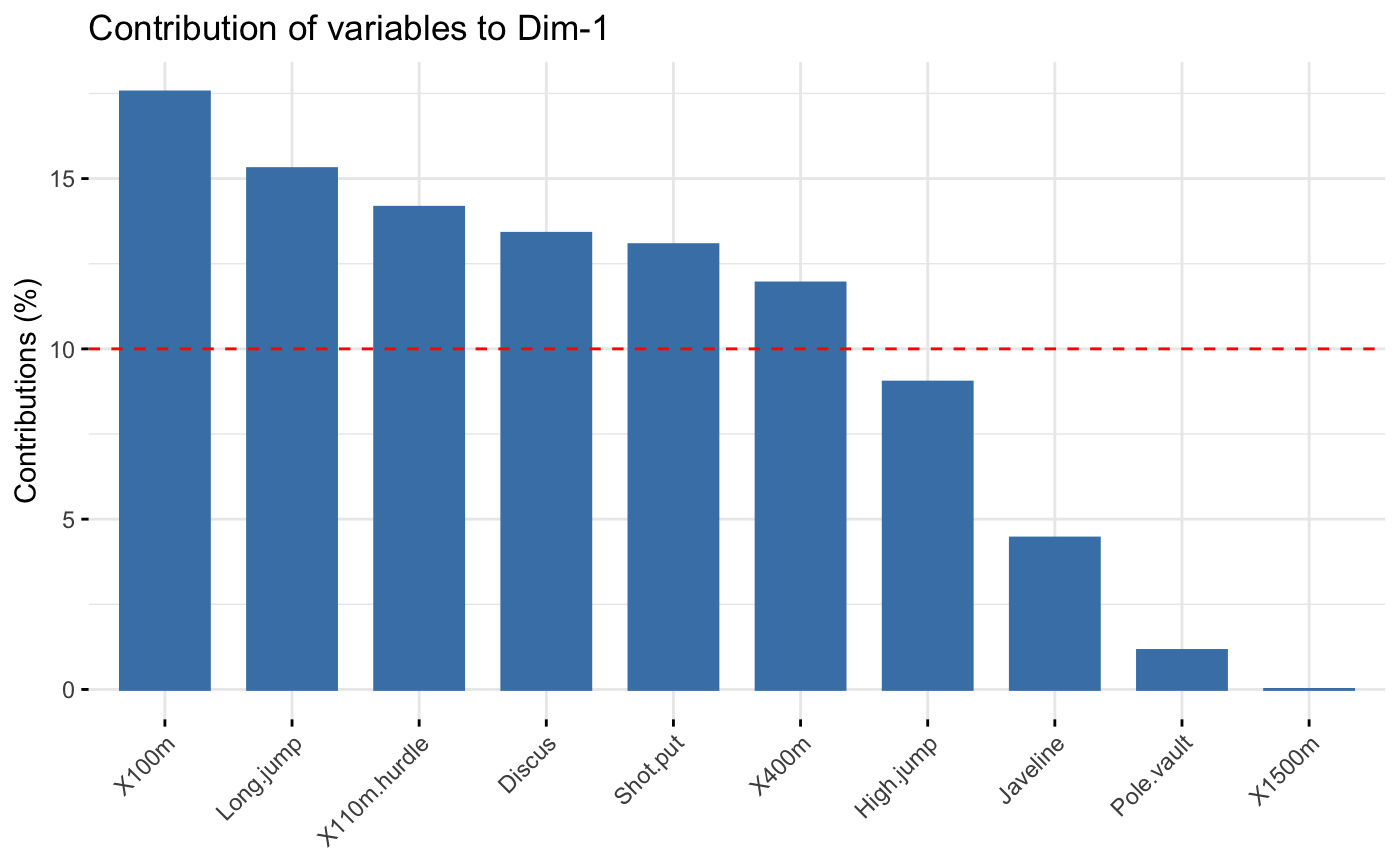 Contribution of variables to Dim-1
Contributions (%)
15
10
5
0
X100m
Long.jump
X110m.hurdle
Discus
Shot.put
X400m
High.jump
Javeline
Pole.vault
X1500m